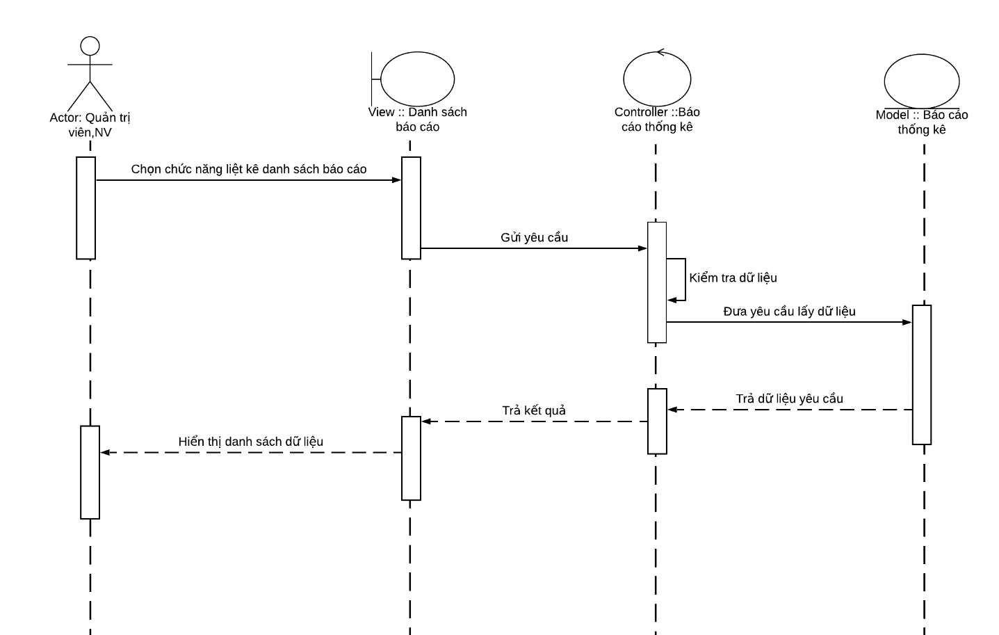 Actor: Quản trị
viên,NV
View :: Danh sách
báo cáo
Controller ::Báo
cáo thống kê
Model :: Báo cáo
thống kê
Chọn chức năng liệt kê danh sách báo cáo
Gửi yêu cầu
Kiểm tra dữ liệu
Đưa yêu cầu lấy dữ liệu
Trả dữ liệu yêu cầu
Trả kết quả
Hiển thị danh sách dữ liệu